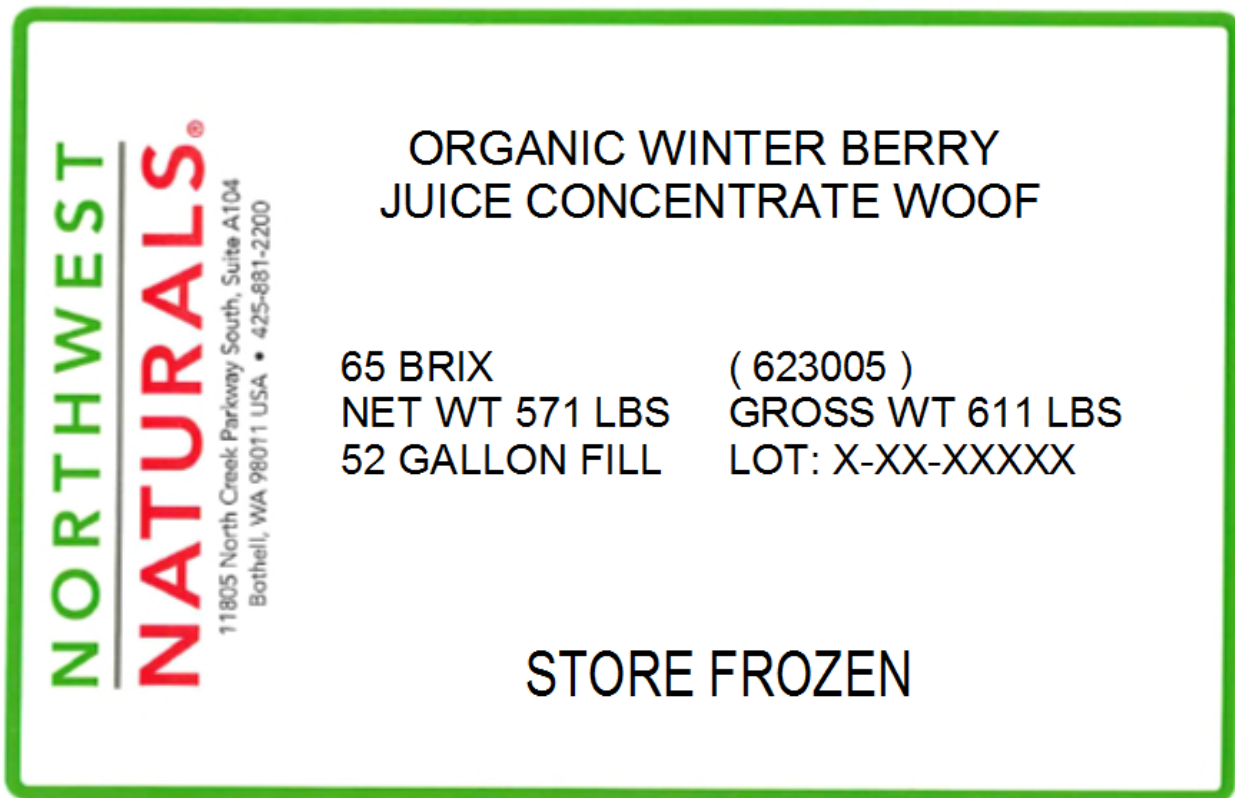 NORTHWEST
NATURALS®
11805 North Creek Parkway South, Suite A104
Bothell, WA 98011 USA • 425-881-2200
ORGANIC WINTER BERRY
JUICE CONCENTRATE WOOF
65 BRIX ( 623005 )
NET WT 571 LBS GROSS WT 611 LBS
52 GALLON FILL LOT: X-XX-XXXXX
STORE FROZEN